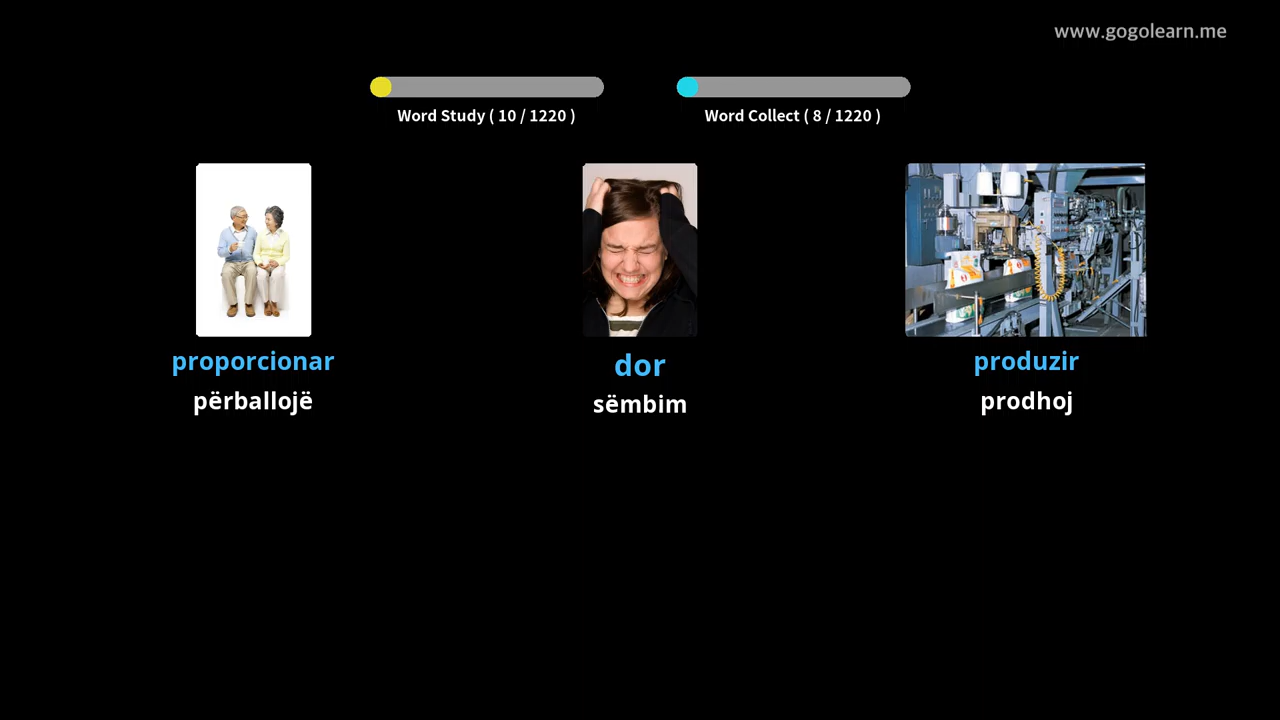 www.gogolearn.me
Word Study ( 10 / 1220 )
Word Collect ( 8 / 1220 )
proporcionar
përballojë
dor
sëmbim
produzir
prodhoj